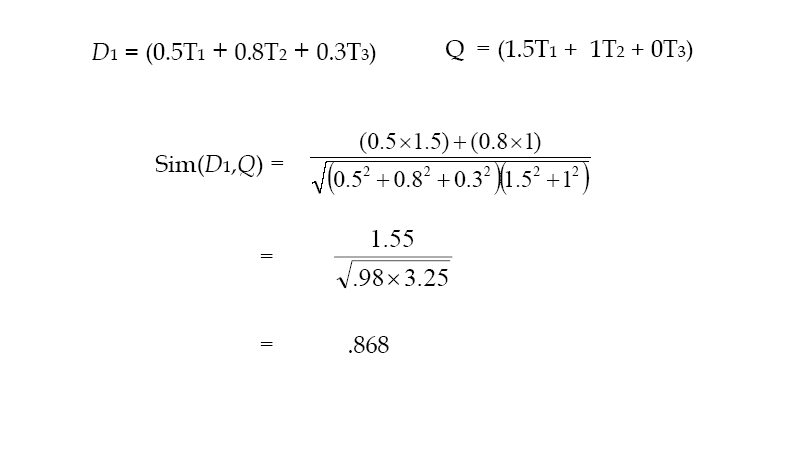 D1 = (0.5T1 + 0.8T2 + 0.3T3) Q = (1.5T1 + 1T2 + 0T3)
Sim(D1,Q) = (0.5×1.5)+(0.8×1)
√(0.5² +0.8² +0.3²)(1.5² +1²)
= 1.55
√.98×3.25
= .868